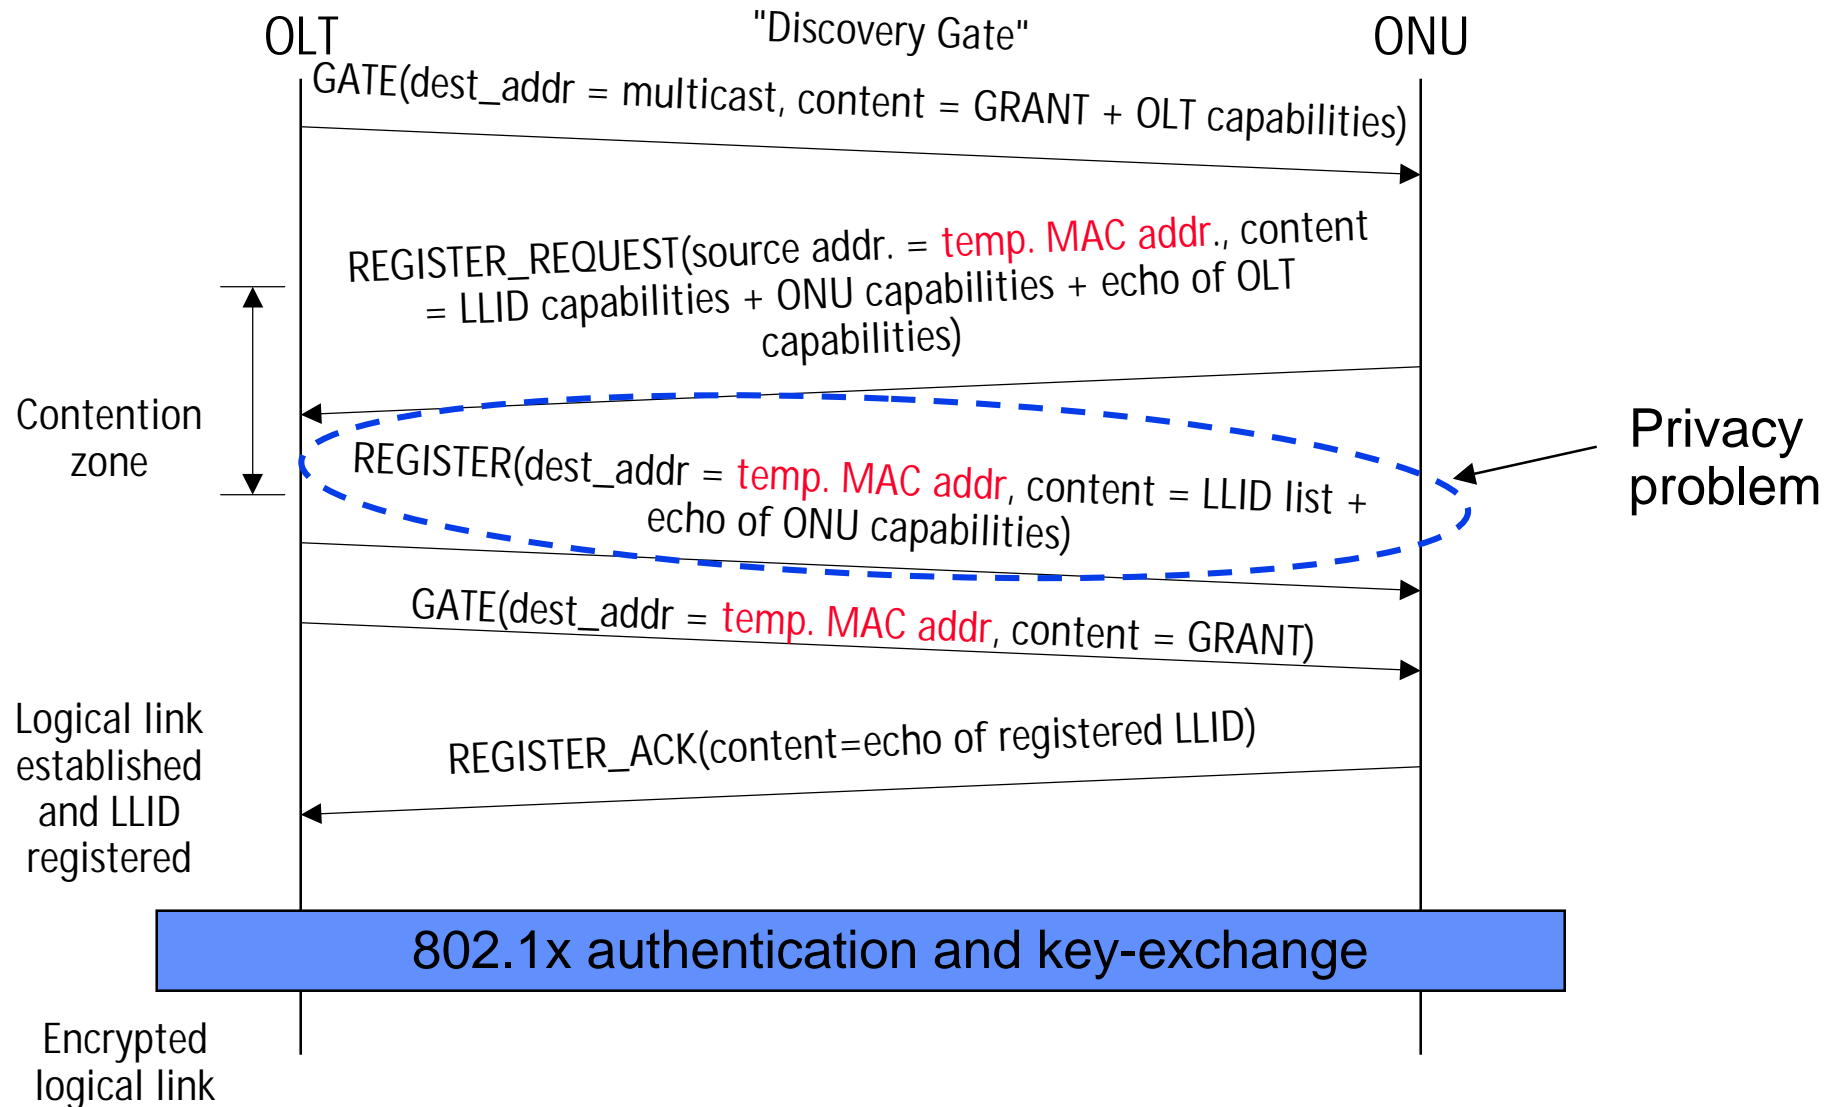 "Discovery Gate"
OLT
ONU
GATE(dest_addr = multicast, content = GRANT + OLT capabilities)
REGISTER_REQUEST(source addr. = temp. MAC addr., content
= LLID capabilities + ONU capabilities + echo of OLT
capabilities)
Contention
zone
REGISTER(dest_addr = temp. MAC addr, content = LLID list +
echo of ONU capabilities)
Privacy
problem
GATE(dest_addr = temp. MAC addr, content = GRANT)
Logical link
established
and LLID
registered
REGISTER_ACK(content=echo of registered LLID)
802.1x authentication and key-exchange
Encrypted
logical link